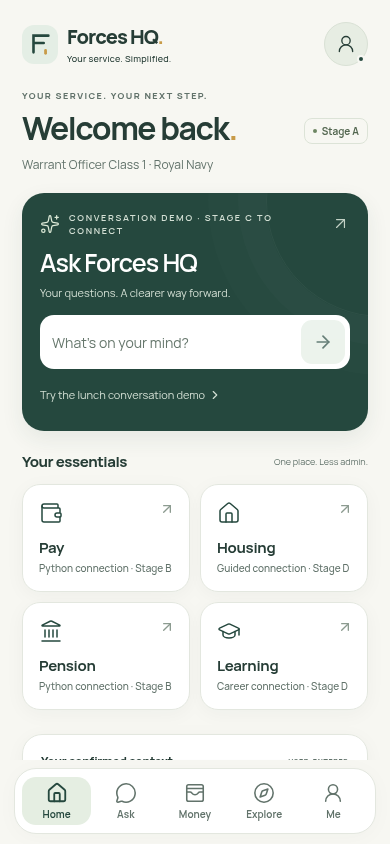 Forces HQ.
Your service. Simplified.
YOUR SERVICE. YOUR NEXT STEP.
Welcome back.
Stage A
Warrant Officer Class 1 · Royal Navy
CONVERSATION DEMO · STAGE C TO
CONNECT
Ask Forces HQ
Your questions. A clearer way forward.
What's on your mind?
Try the lunch conversation demo
Your essentials
One place. Less admin.
Pay
Python connection · Stage B
Housing
Guided connection · Stage D
Pension
Python connection · Stage B
Learning
Career connection · Stage D
Your confirmed context
Home
Ask
Money
Explore
Me